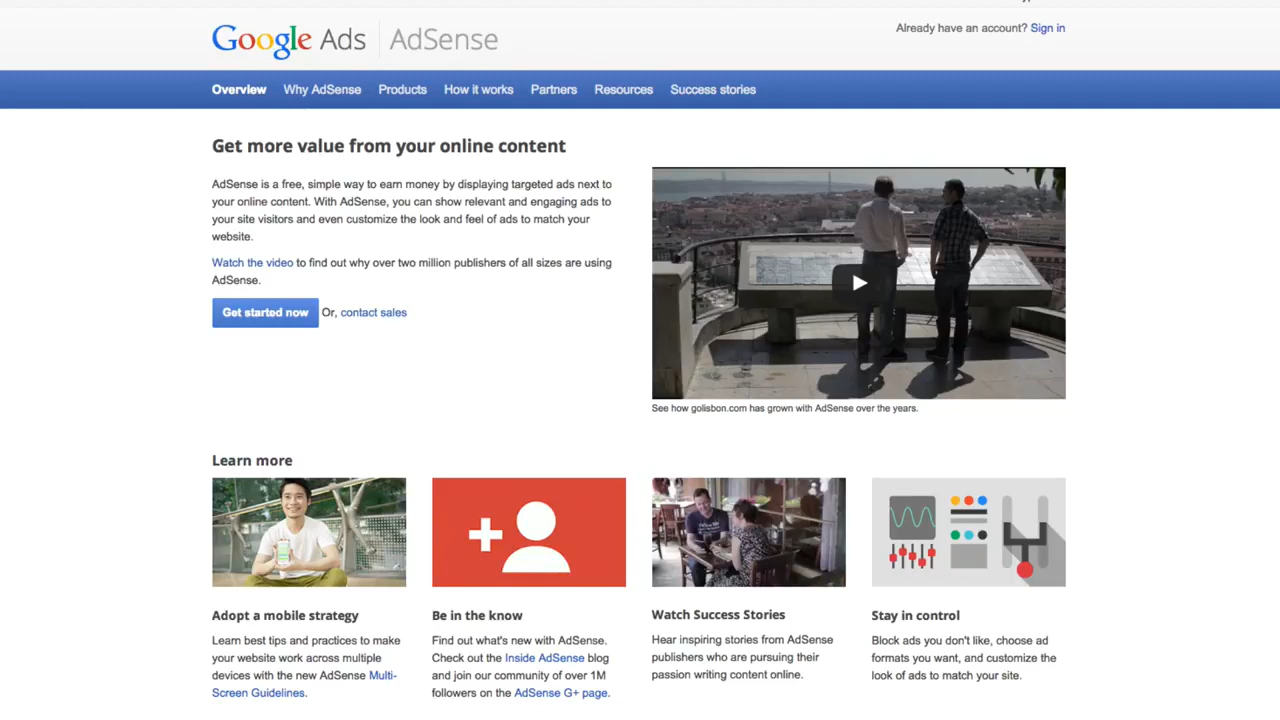 Google Ads AdSense
Already have an account? Sign in
Overview Why AdSense Products How it works Partners Resources Success stories
Get more value from your online content
AdSense is a free, simple way to earn money by displaying targeted ads next to
your online content. With AdSense, you can show relevant and engaging ads to
your site visitors and even customize the look and feel of ads to match your
website.
Watch the video to find out why over two million publishers of all sizes are using
AdSense.
Get started now Or, contact sales
See how golisbon.com has grown with AdSense over the years.
Learn more
Adopt a mobile strategy
Learn best tips and practices to make
your website work across multiple
devices with the new AdSense Multi-
Screen Guidelines.
Be in the know
Find out what's new with AdSense.
Check out the Inside AdSense blog
and join our community of over 1M
followers on the AdSense G+ page.
Watch Success Stories
Hear inspiring stories from AdSense
publishers who are pursuing their
passion writing content online.
Stay in control
Block ads you don't like, choose ad
formats you want, and customize the
look of ads to match your site.